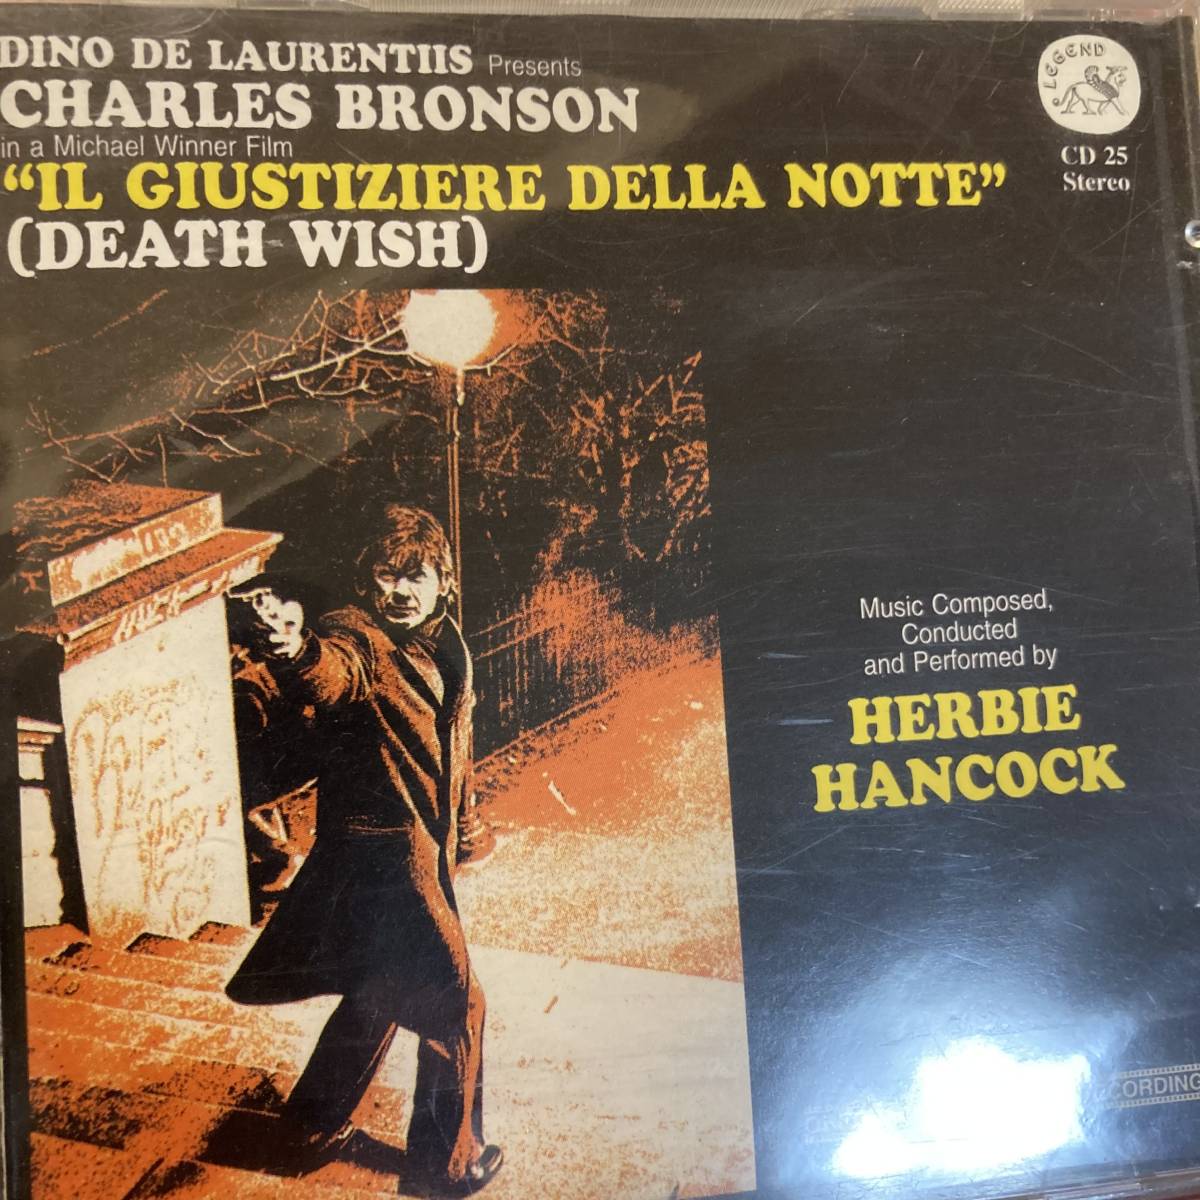 DINO DE LAURENTIIS Presents
CHARLES BRONSON
in a Michael Winner Film
"IL GIUSTIZIERE DELLA NOTTE"
(DEATH WISH)
LEGEND
CD 25
Stereo
Music Composed,
Conducted
and Performed by
HERBIE
HANCOCK